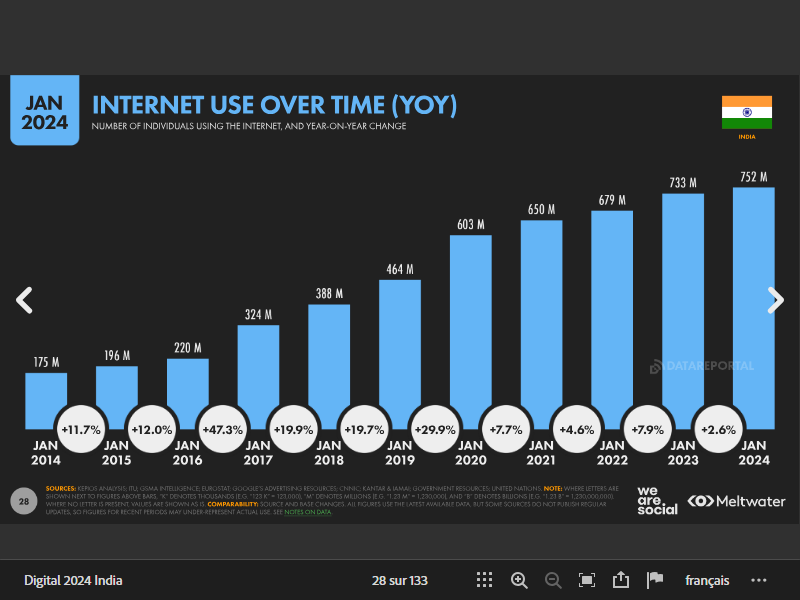 JAN
2024
INTERNET USE OVER TIME (YOY)
NUMBER OF INDIVIDUALS USING THE INTERNET, AND YEAR-ON-YEAR CHANGE
INDIA
175 M
196 M
220 M
324 M
388 M
464 M
603 M
650 M
679 M
733 M
752 M
DATAREPORTAL
+11.7%
+12.0%
+47.3%
+19.9%
+19.7%
+29.9%
+7.7%
+4.6%
+7.9%
+2.6%
JAN 2014
JAN 2015
JAN 2016
JAN 2017
JAN 2018
JAN 2019
JAN 2020
JAN 2021
JAN 2022
JAN 2023
JAN 2024
28
SOURCES: KEPIOS ANALYSIS; ITU; GSMA INTELLIGENCE; EUROSTAT; GOOGLE'S ADVERTISING RESOURCES; CNNIC; KANTAR & IAMAI; GOVERNMENT RESOURCES; UNITED NATIONS. NOTE: WHERE LETTERS ARE
SHOWN NEXT TO FIGURES ABOVE BARS, "K" DENOTES THOUSANDS (E.G. "123 K" = 123,000), "M" DENOTES MILLIONS (E.G. "1.23 M" = 1,230,000), AND "B" DENOTES BILLIONS (E.G. "1.23 B" = 1,230,000,000).
WHERE NO LETTER IS PRESENT, VALUES ARE SHOWN AS IS. COMPARABILITY: SOURCE AND BASE CHANGES. ALL FIGURES USE THE LATEST AVAILABLE DATA, BUT SOME SOURCES DO NOT PUBLISH REGULAR
UPDATES, SO FIGURES FOR RECENT PERIODS MAY UNDER-REPRESENT ACTUAL USE. SEE NOTES ON DATA.
we
are.
social
Meltwater
Digital 2024 India
28 sur 133
français